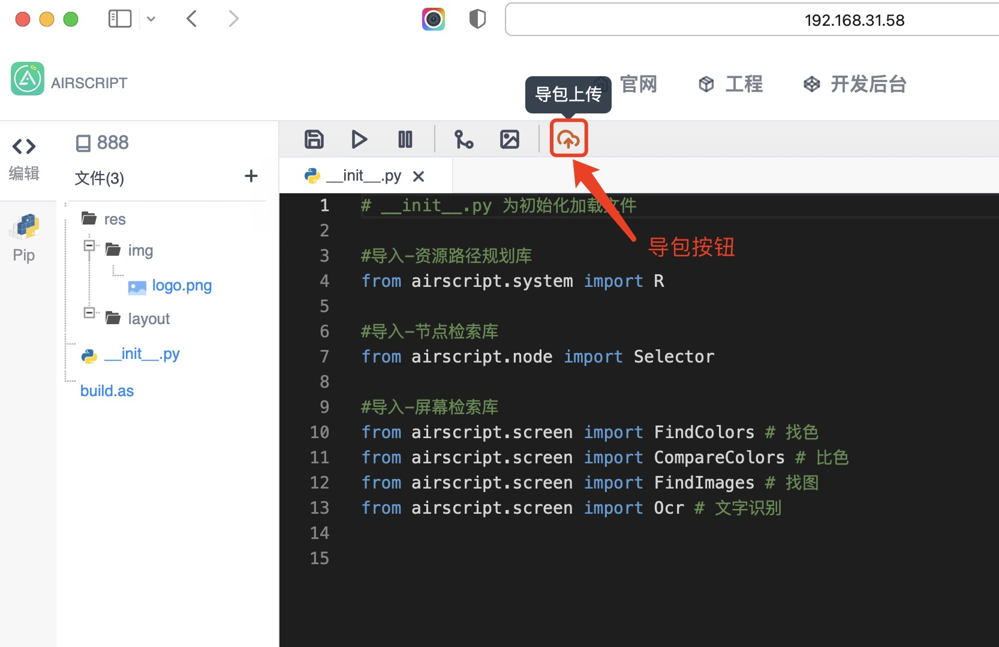 192.168.31.58
AIRSCRIPT
官网
工程
开发后台
导包上传
编辑
888
文件(3)
__init__.py
Pip
res
img
logo.png
layout
__init__.py
build.as
导包按钮
1 # __init__.py 为初始化加载文件
2
3 #导入-资源路径规划库
4 from airscript.system import R
5
6 #导入-节点检索库
7 from airscript.node import Selector
8
9 #导入-屏幕检索库
10 from airscript.screen import FindColors # 找色
11 from airscript.screen import CompareColors # 比色
12 from airscript.screen import FindImages # 找图
13 from airscript.screen import Ocr # 文字识别
14
15